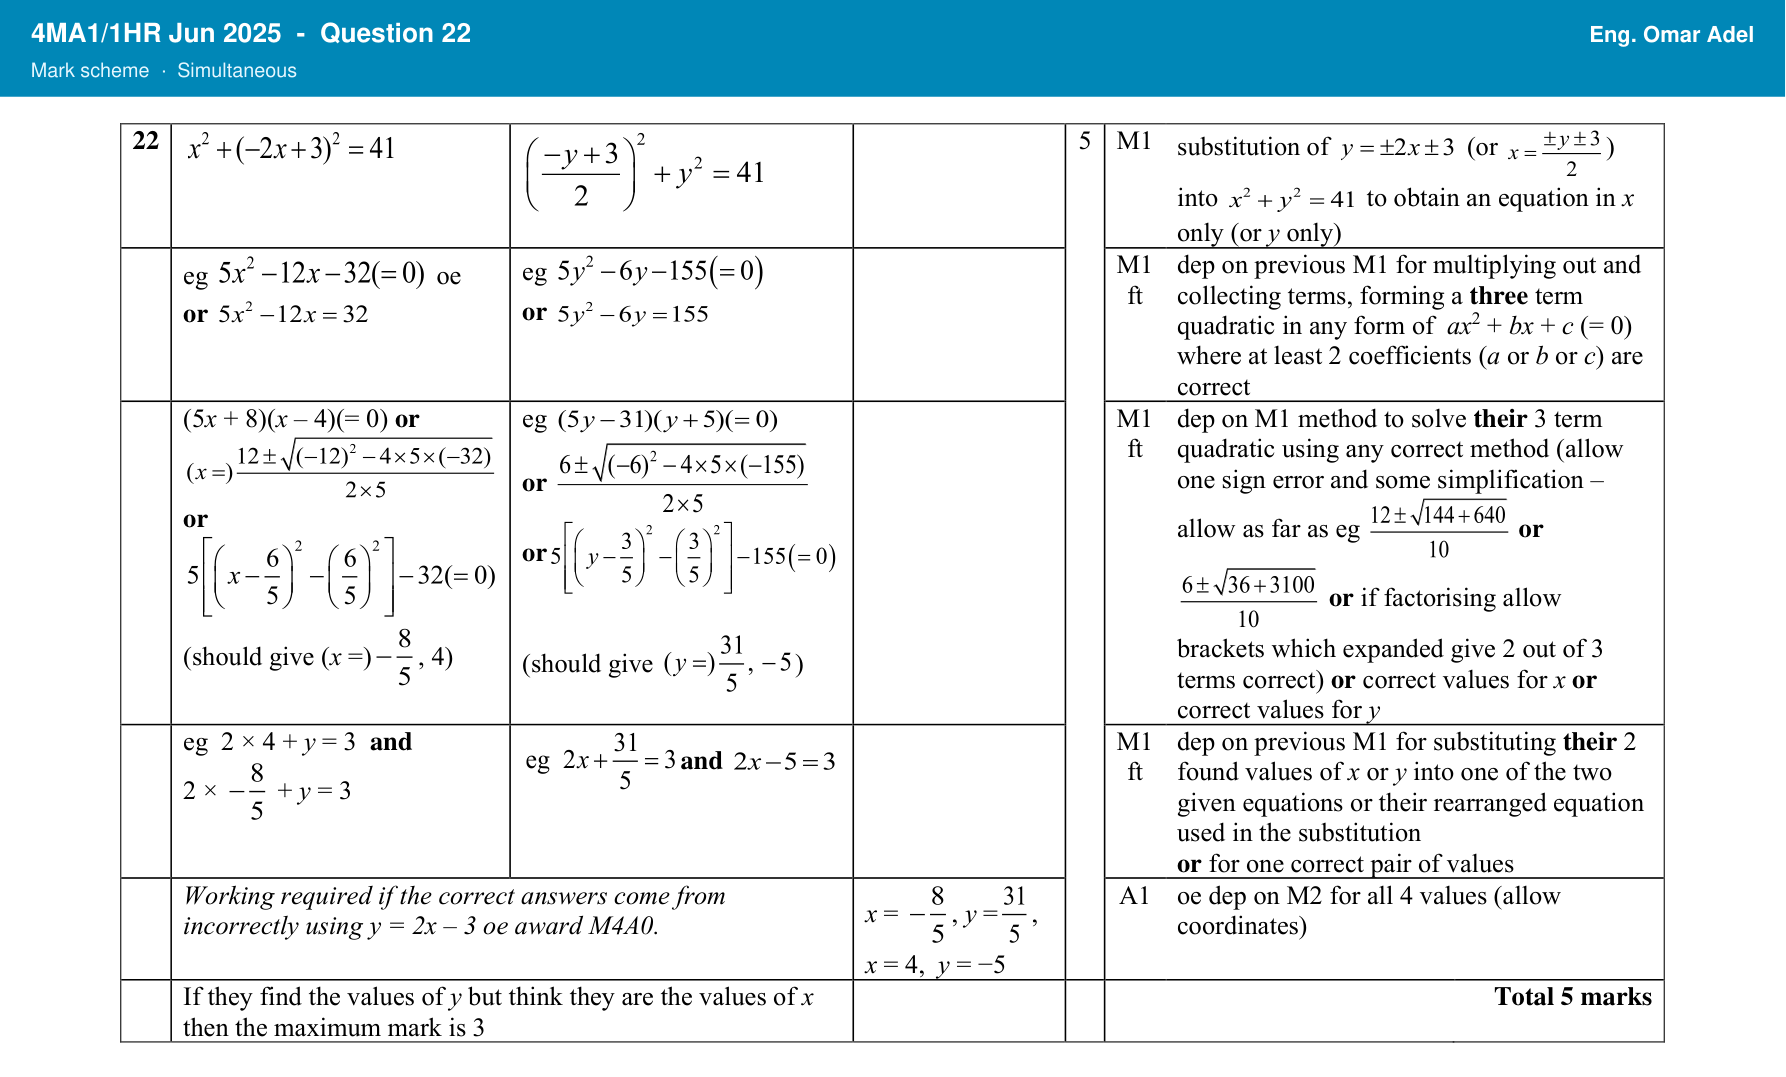 4MA1/1HR Jun 2025 - Question 22
Eng. Omar Adel
Mark scheme · Simultaneous
22
x² + (−2x + 3)² = 41
((−y + 3)/2)² + y² = 41
5
M1
substitution of y = ±2x ± 3 (or x = (±y ± 3)/2)
into x² + y² = 41 to obtain an equation in x
only (or y only)
eg 5x² − 12x − 32(= 0) oe
or 5x² − 12x = 32
eg 5y² − 6y − 155(= 0)
or 5y² − 6y = 155
M1
ft
dep on previous M1 for multiplying out and
collecting terms, forming a three term
quadratic in any form of ax² + bx + c (= 0)
where at least 2 coefficients (a or b or c) are
correct
(5x + 8)(x – 4)(= 0) or
(x =) (12 ± √((−12)² − 4×5×(−32)))/(2×5)
or
5[(x − 6/5)² − (6/5)²] − 32(= 0)
(should give (x =) −8/5, 4)
eg (5y − 31)(y + 5)(= 0)
or (6 ± √((−6)² − 4×5×(−155)))/(2×5)
or 5[(y − 3/5)² − (3/5)²] − 155(= 0)
(should give (y =) 31/5, −5)
M1
ft
dep on M1 method to solve their 3 term
quadratic using any correct method (allow
one sign error and some simplification –
allow as far as eg (12 ± √(144 + 640))/10 or
(6 ± √(36 + 3100))/10 or if factorising allow
brackets which expanded give 2 out of 3
terms correct) or correct values for x or
correct values for y
eg 2 × 4 + y = 3 and
2 × −8/5 + y = 3
eg 2x + 31/5 = 3 and 2x − 5 = 3
M1
ft
dep on previous M1 for substituting their 2
found values of x or y into one of the two
given equations or their rearranged equation
used in the substitution
or for one correct pair of values
Working required if the correct answers come from
incorrectly using y = 2x – 3 oe award M4A0.
x = −8/5, y = 31/5,
x = 4, y = −5
A1
oe dep on M2 for all 4 values (allow
coordinates)
If they find the values of y but think they are the values of x
then the maximum mark is 3
Total 5 marks